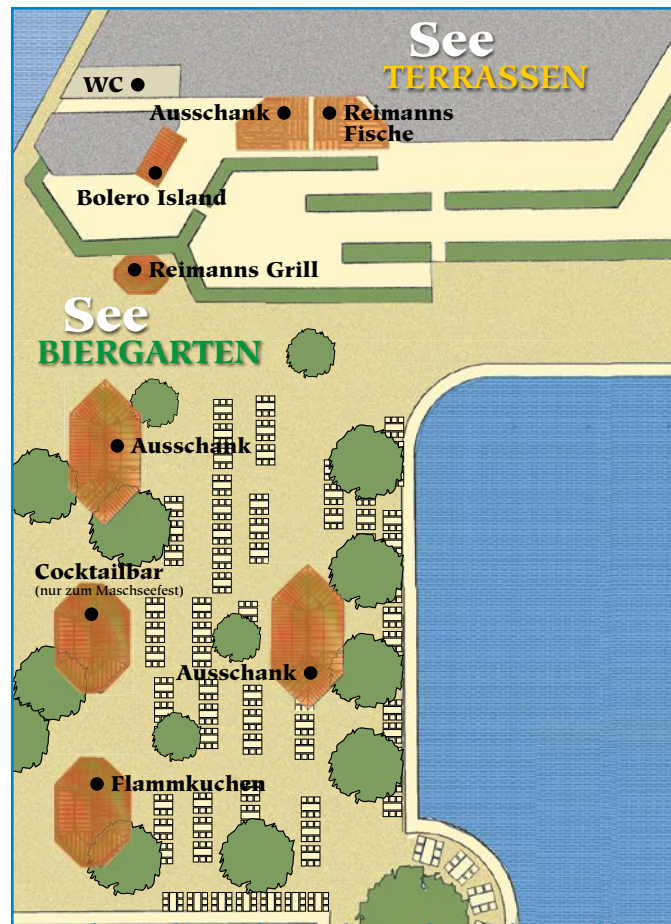 See
TERRASSEN
WC
Ausschank
Reimanns
Fische
Bolero Island
Reimanns Grill
See
BIERGARTEN
Ausschank
Cocktailbar
(nur zum Maschseefest)
Ausschank
Flammkuchen